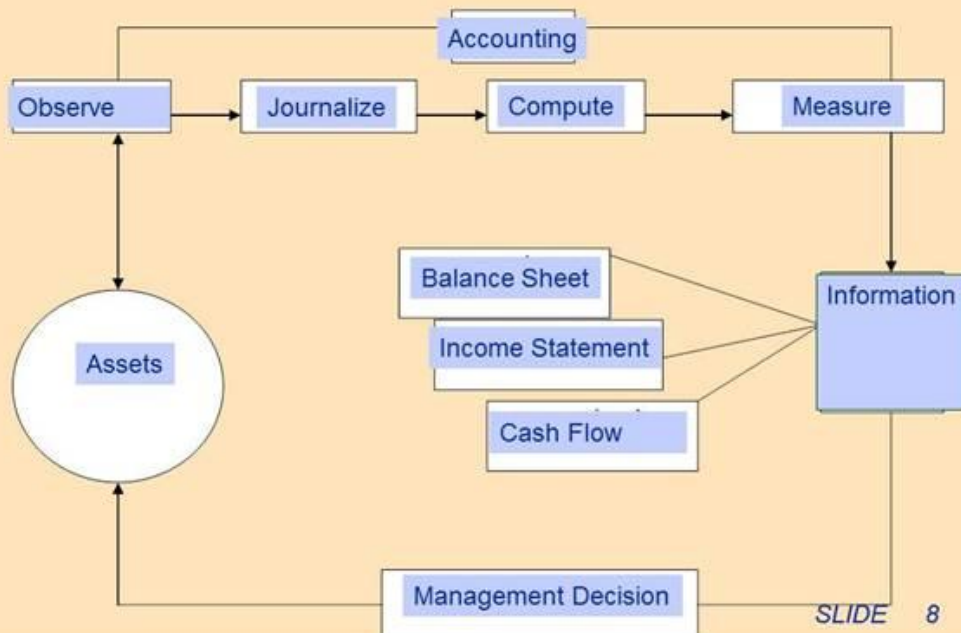 Accounting
Observe
Journalize
Compute
Measure
Balance Sheet
Information
Income Statement
Assets
Cash Flow
Management Decision
SLIDE 8